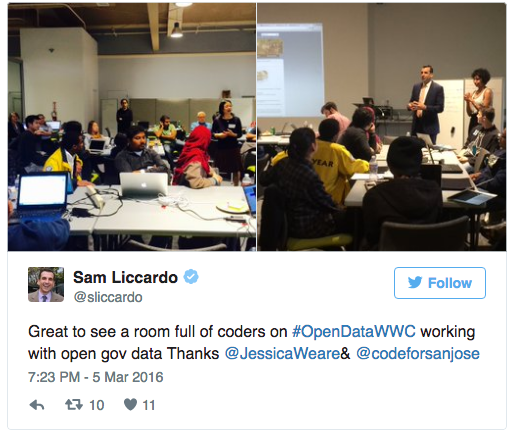 YEAR
Sam Liccardo
Follow
@sliccardo
Great to see a room full of coders on #OpenDataWWC working
with open gov data Thanks @JessicaWeare& @codeforsanjose
7:23 PM - 5 Mar 2016
10
11